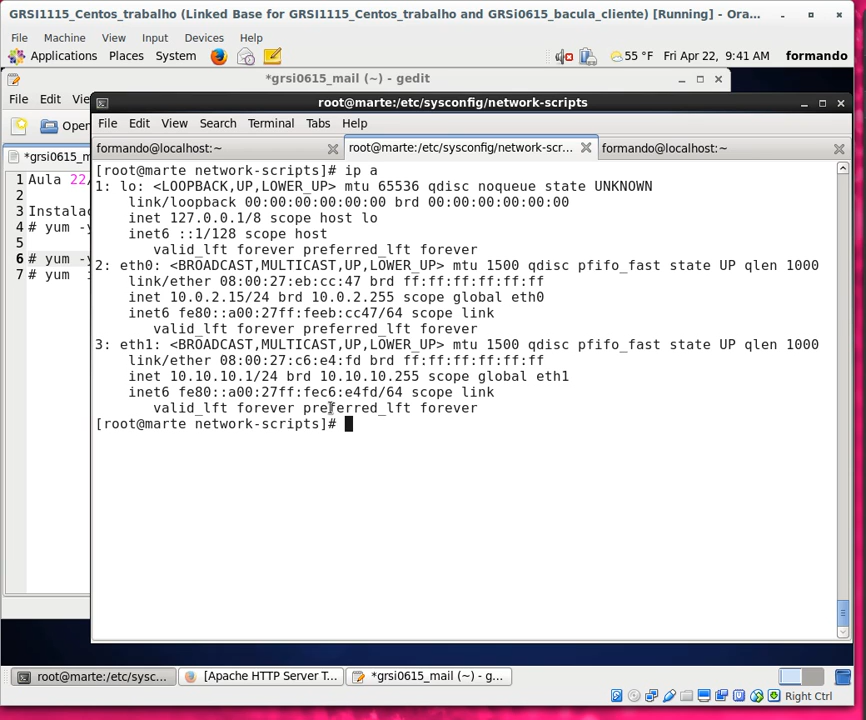 GRSI1115_Centos_trabalho (Linked Base for GRSI1115_Centos_trabalho and GRSi0615_bacula_cliente) [Running] - Ora...
File Machine View Input Devices Help
Applications Places System 55 °F Fri Apr 22, 9:41 AM formando
*grsi0615_mail (~) - gedit
File Edit
Open
*grsi0615_m
1 Aula 22/
2
3 Instalac
4 # yum -y
5
6 # yum -y
7 # yum
root@marte:/etc/sysconfig/network-scripts
File Edit View Search Terminal Tabs Help
formando@localhost:~ root@marte:/etc/sysconfig/network-scr... formando@localhost:~
[root@marte network-scripts]# ip a
1: lo: <LOOPBACK,UP,LOWER_UP> mtu 65536 qdisc noqueue state UNKNOWN
link/loopback 00:00:00:00:00:00 brd 00:00:00:00:00:00
inet 127.0.0.1/8 scope host lo
inet6 ::1/128 scope host
valid_lft forever preferred_lft forever
2: eth0: <BROADCAST,MULTICAST,UP,LOWER_UP> mtu 1500 qdisc pfifo_fast state UP qlen 1000
link/ether 08:00:27:eb:cc:47 brd ff:ff:ff:ff:ff:ff
inet 10.0.2.15/24 brd 10.0.2.255 scope global eth0
inet6 fe80::a00:27ff:feeb:cc47/64 scope link
valid_lft forever preferred_lft forever
3: eth1: <BROADCAST,MULTICAST,UP,LOWER_UP> mtu 1500 qdisc pfifo_fast state UP qlen 1000
link/ether 08:00:27:c6:e4:fd brd ff:ff:ff:ff:ff:ff
inet 10.10.10.1/24 brd 10.10.10.255 scope global eth1
inet6 fe80::a00:27ff:fec6:e4fd/64 scope link
valid_lft forever preferred_lft forever
[root@marte network-scripts]#
root@marte:/etc/sysc... [Apache HTTP Server T... *grsi0615_mail (~) - g...
Right Ctrl